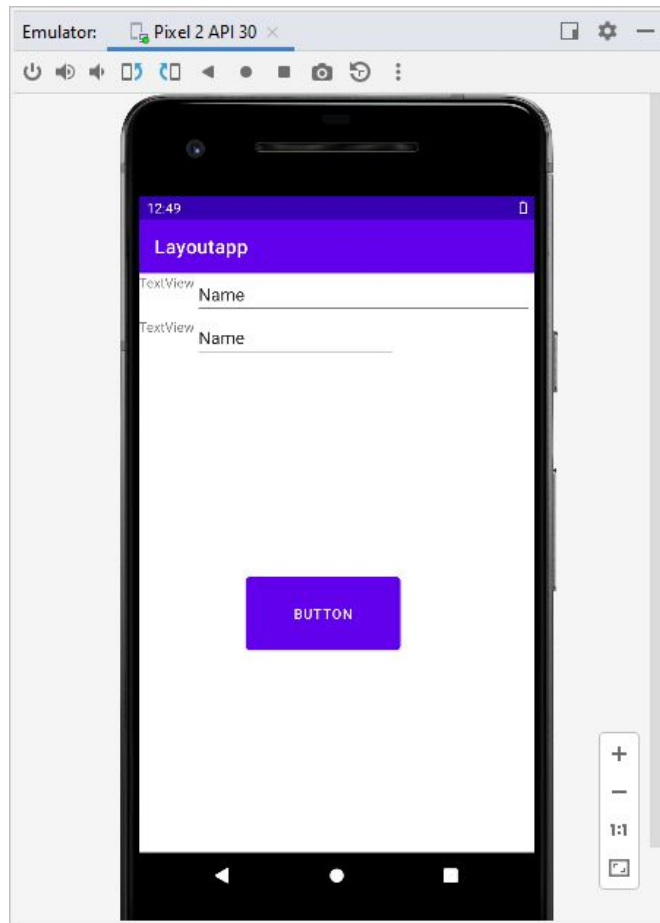 Emulator: Pixel 2 API 30
12:49
Layoutapp
TextView Name
TextView Name
BUTTON
1:1